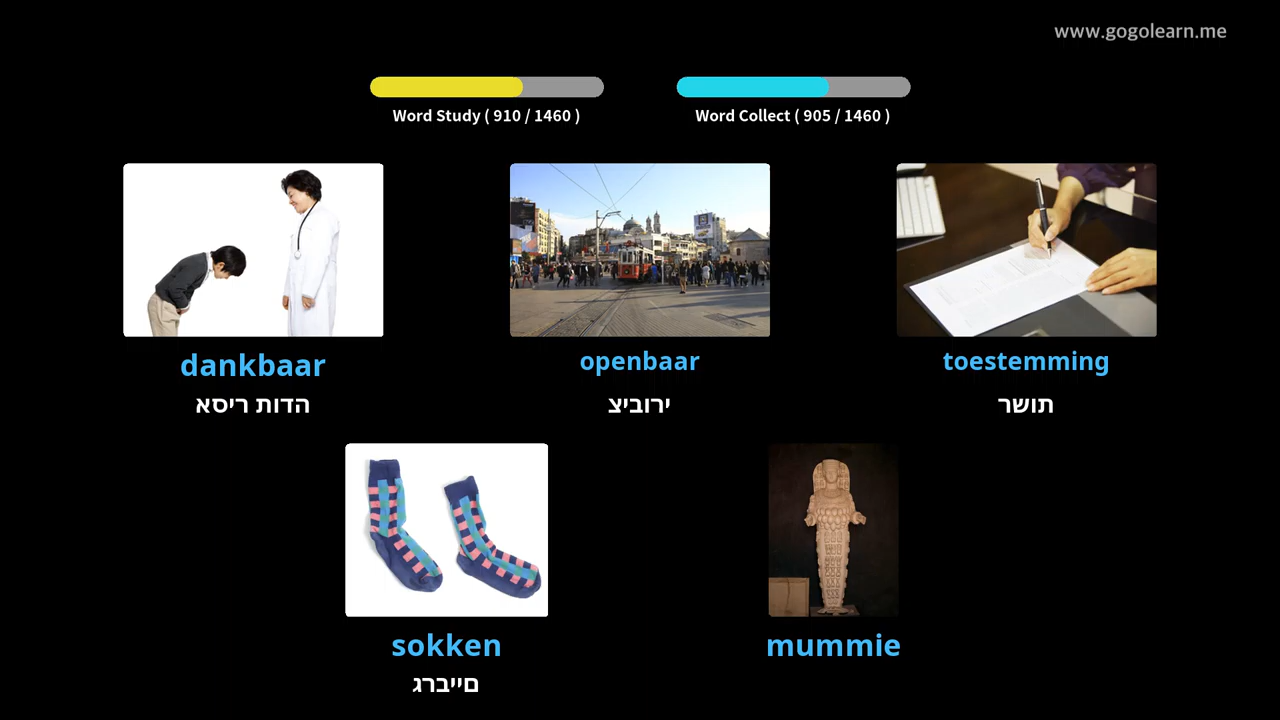 www.gogolearn.me
Word Study ( 910 / 1460 )
Word Collect ( 905 / 1460 )
dankbaar
הדות ריסא
openbaar
ירוביצ
toestemming
תושר
sokken
םייברג
mummie